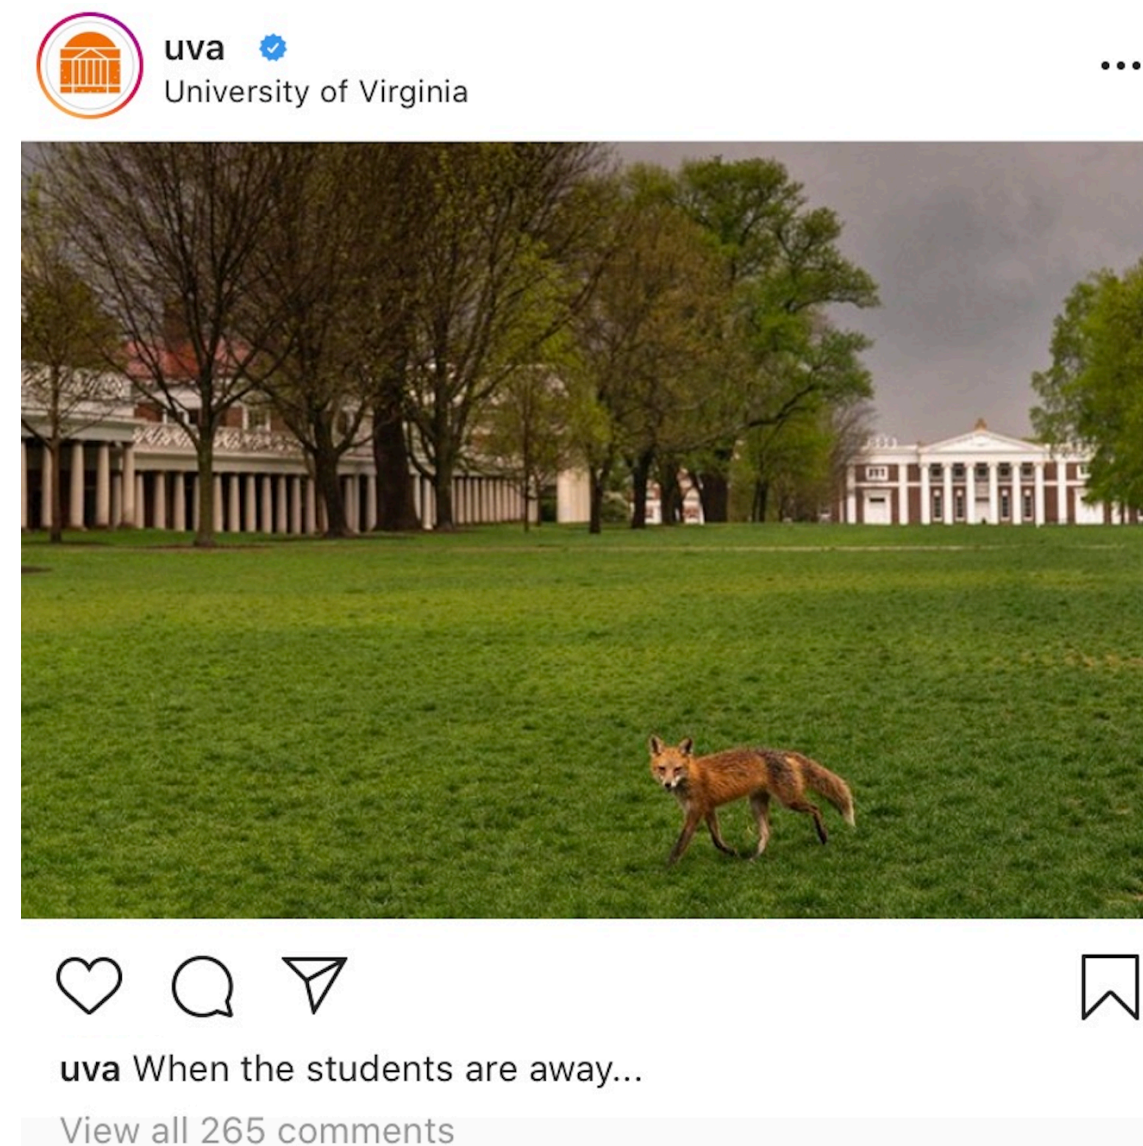 uva
University of Virginia
uva When the students are away...
View all 265 comments